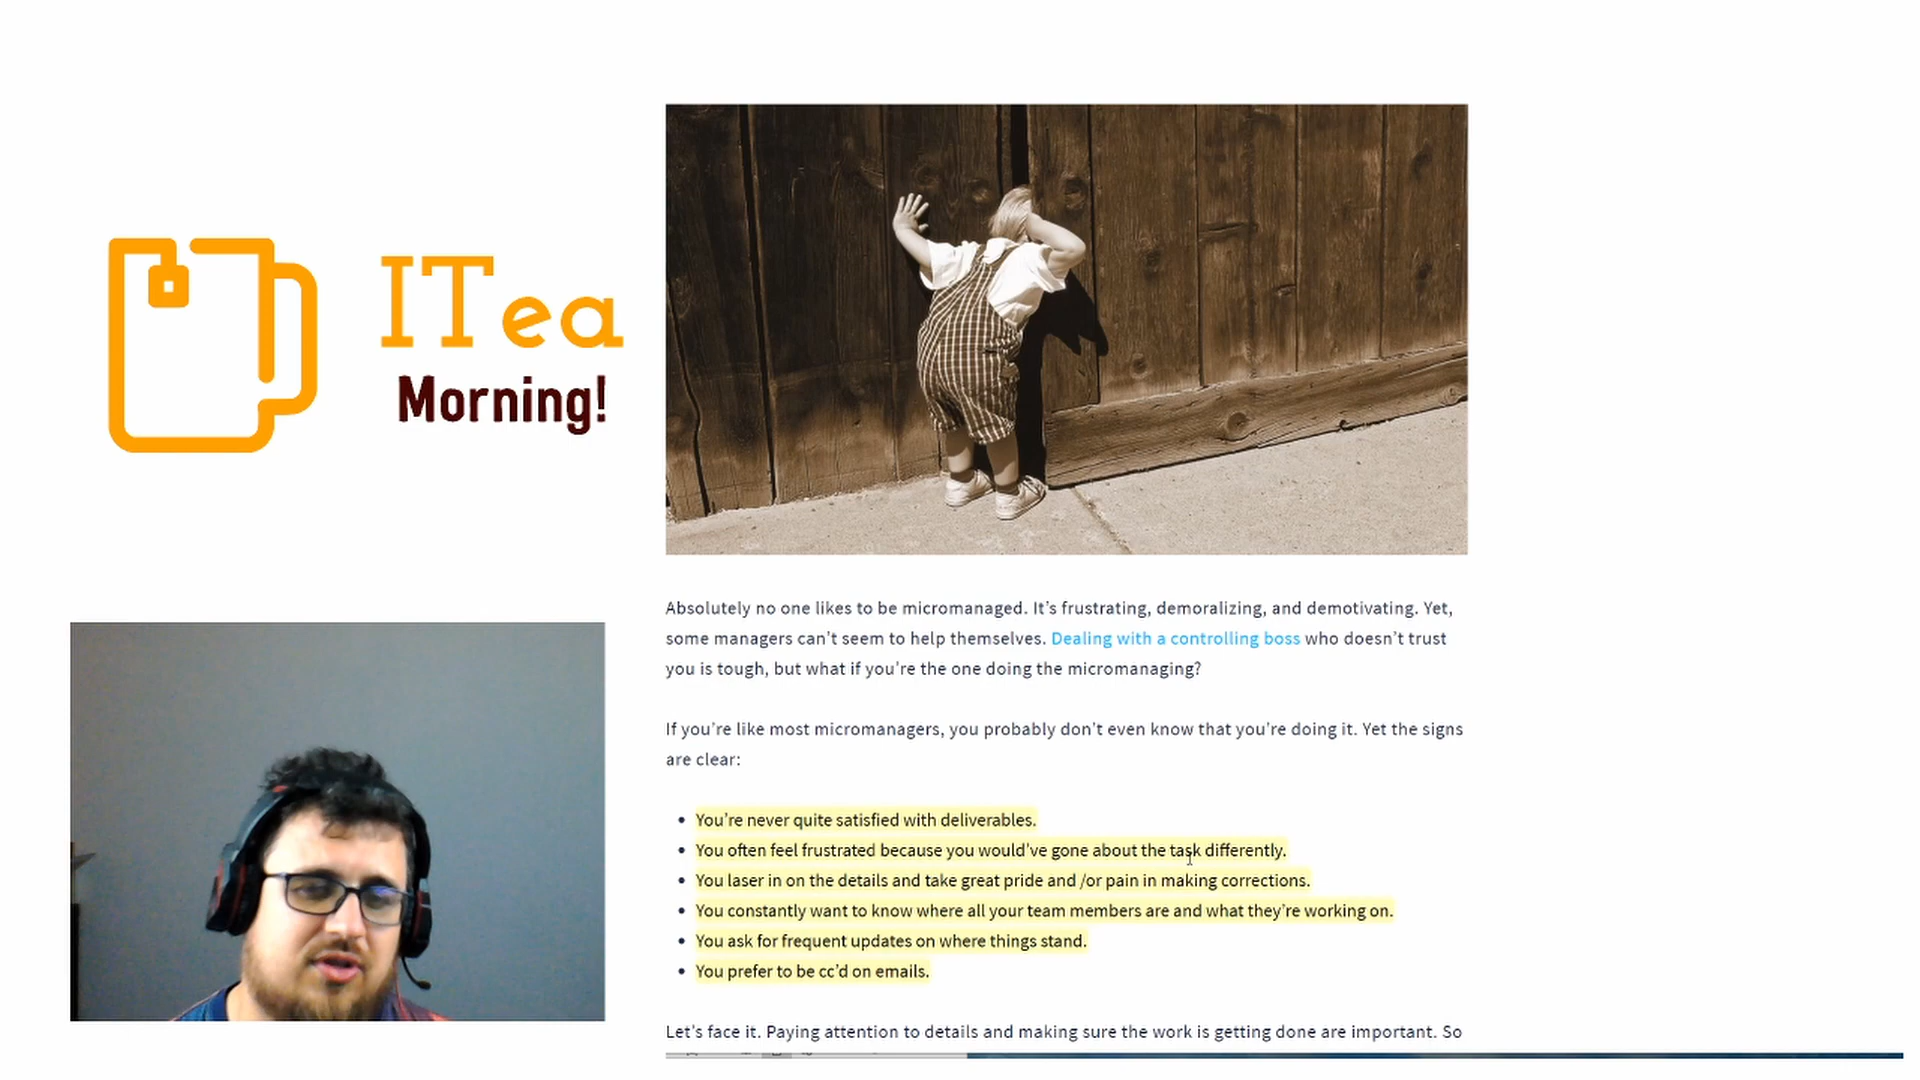 ITea
Morning!
Absolutely no one likes to be micromanaged. It’s frustrating, demoralizing, and demotivating. Yet,
some managers can’t seem to help themselves. Dealing with a controlling boss who doesn’t trust
you is tough, but what if you’re the one doing the micromanaging?
If you’re like most micromanagers, you probably don’t even know that you’re doing it. Yet the signs
are clear:
• You’re never quite satisfied with deliverables.
• You often feel frustrated because you would’ve gone about the task differently.
• You laser in on the details and take great pride and /or pain in making corrections.
• You constantly want to know where all your team members are and what they’re working on.
• You ask for frequent updates on where things stand.
• You prefer to be cc’d on emails.
Let’s face it. Paying attention to details and making sure the work is getting done are important. So